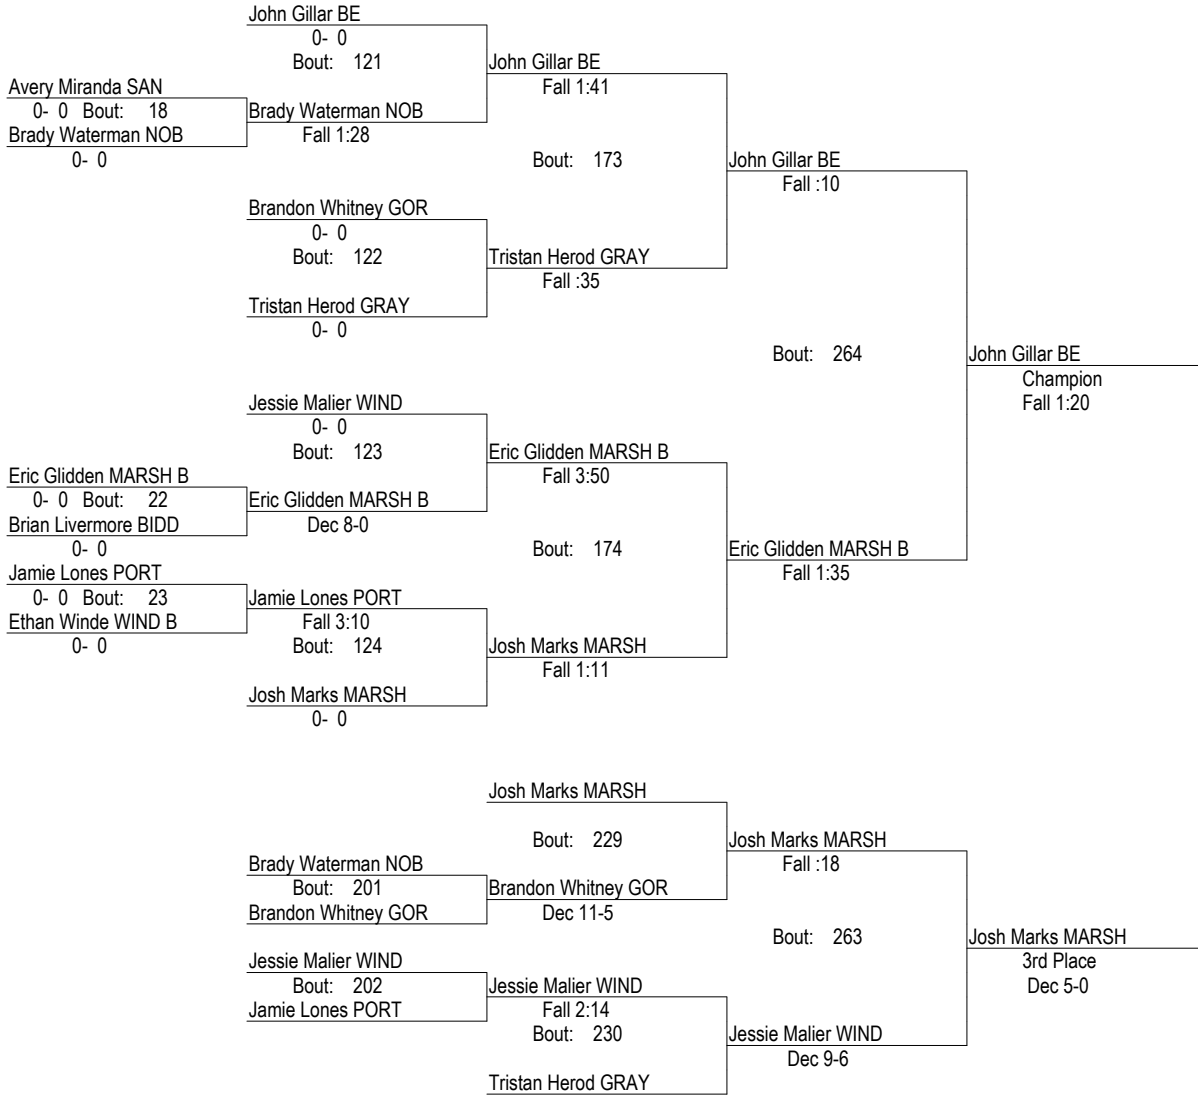 John Gillar BE
0- 0
Bout: 121
John Gillar BE
Fall 1:41
Avery Miranda SAN
0- 0 Bout: 18
Brady Waterman NOB
Fall 1:28
Brady Waterman NOB
0- 0
Bout: 173
John Gillar BE
Fall :10
Brandon Whitney GOR
0- 0
Bout: 122
Tristan Herod GRAY
Fall :35
Tristan Herod GRAY
0- 0
Bout: 264
John Gillar BE
Champion
Fall 1:20
Jessie Malier WIND
0- 0
Bout: 123
Eric Glidden MARSH B
Fall 3:50
Eric Glidden MARSH B
0- 0 Bout: 22
Eric Glidden MARSH B
Dec 8-0
Brian Livermore BIDD
0- 0
Bout: 174
Eric Glidden MARSH B
Fall 1:35
Jamie Lones PORT
0- 0 Bout: 23
Jamie Lones PORT
Fall 3:10
Ethan Winde WIND B
0- 0
Bout: 124
Josh Marks MARSH
Fall 1:11
Josh Marks MARSH
0- 0
Josh Marks MARSH
Bout: 229
Josh Marks MARSH
Fall :18
Brady Waterman NOB
Bout: 201
Brandon Whitney GOR
Brandon Whitney GOR
Dec 11-5
Bout: 263
Josh Marks MARSH
3rd Place
Dec 5-0
Jessie Malier WIND
Bout: 202
Jamie Lones PORT
Jessie Malier WIND
Fall 2:14
Bout: 230
Jessie Malier WIND
Dec 9-6
Tristan Herod GRAY